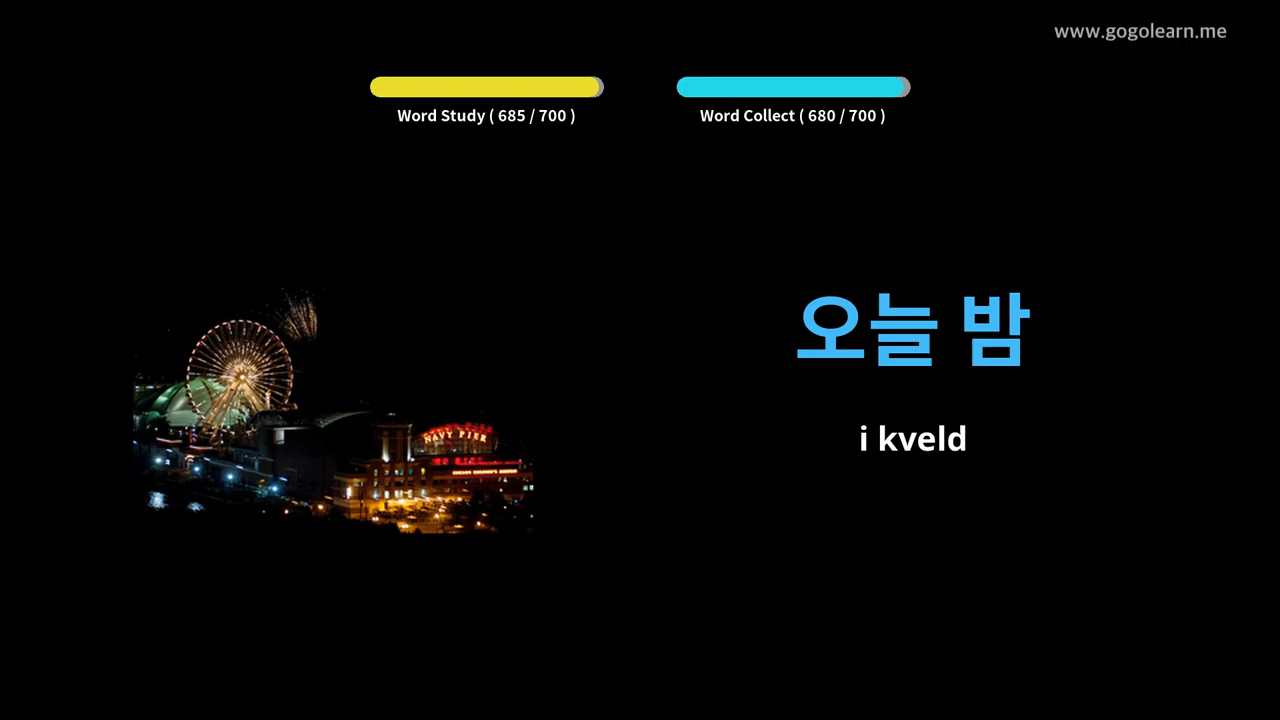 www.gogolearn.me
Word Study ( 685 / 700 )
Word Collect ( 680 / 700 )
오늘 밤
i kveld
NAVY PIER